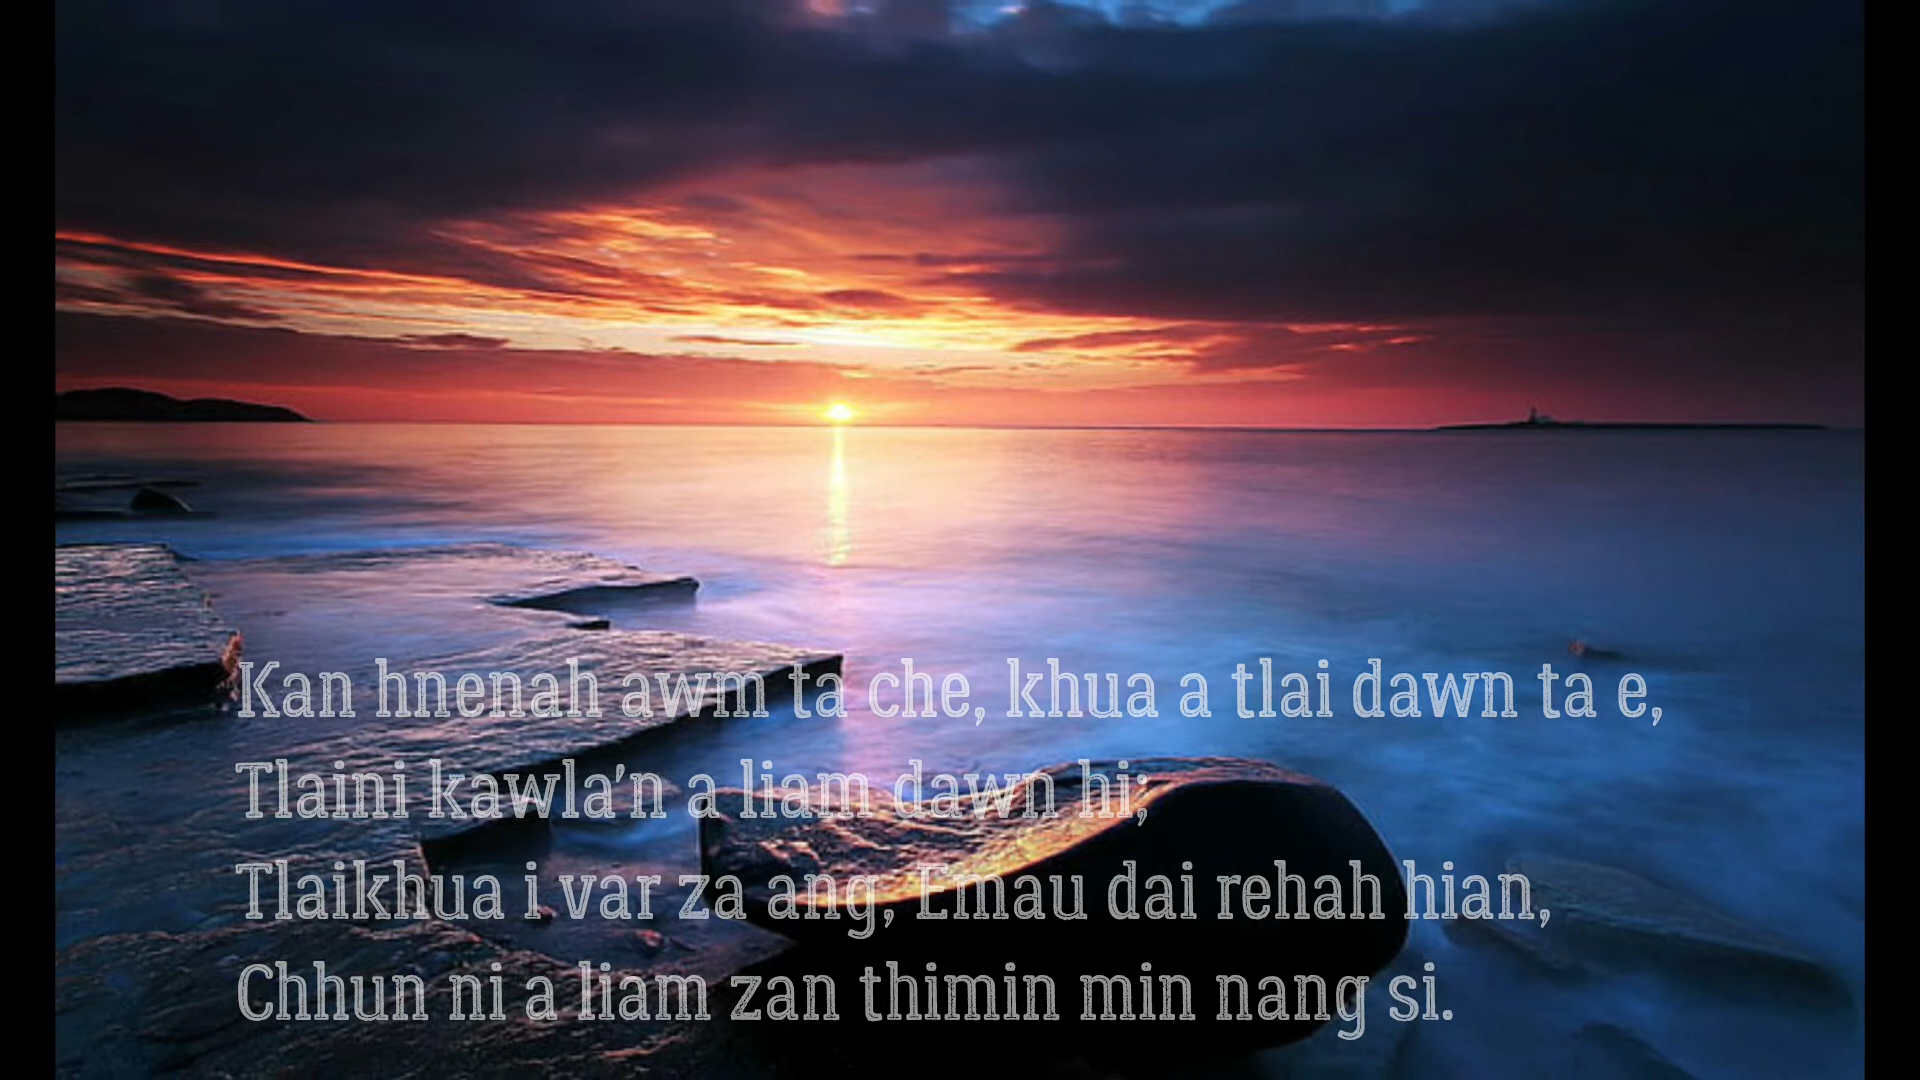 Kan hnenah awm ta che, khua a tlai dawn ta e,
Tlaini kawla'n a liam dawn hi;
Tlaikhua i var za ang, Emau dai rehah hian,
Chhun ni a liam zan thimin min nang si.